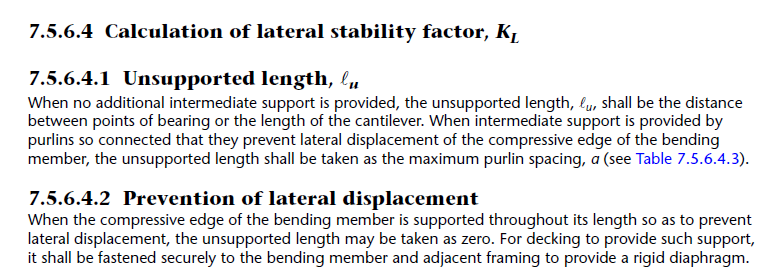 7.5.6.4 Calculation of lateral stability factor, K_L
7.5.6.4.1 Unsupported length, ℓ_u
When no additional intermediate support is provided, the unsupported length, ℓ_u, shall be the distance
between points of bearing or the length of the cantilever. When intermediate support is provided by
purlins so connected that they prevent lateral displacement of the compressive edge of the bending
member, the unsupported length shall be taken as the maximum purlin spacing, a (see Table 7.5.6.4.3).
7.5.6.4.2 Prevention of lateral displacement
When the compressive edge of the bending member is supported throughout its length so as to prevent
lateral displacement, the unsupported length may be taken as zero. For decking to provide such support,
it shall be fastened securely to the bending member and adjacent framing to provide a rigid diaphragm.